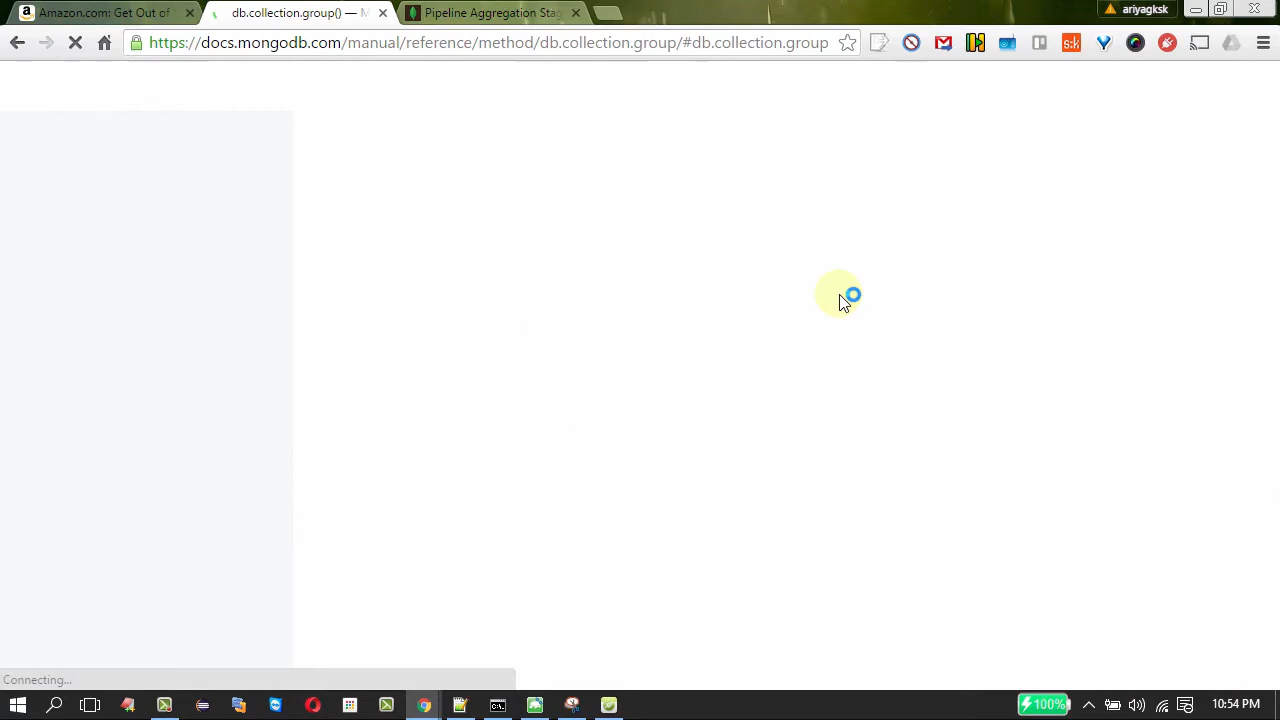 Amazon.com: Get Out of
db.collection.group() — M
Pipeline Aggregation Stag
ariyagksk
https://docs.mongodb.com/manual/reference/method/db.collection.group/#db.collection.group
s:k
Connecting...
100%
10:54 PM